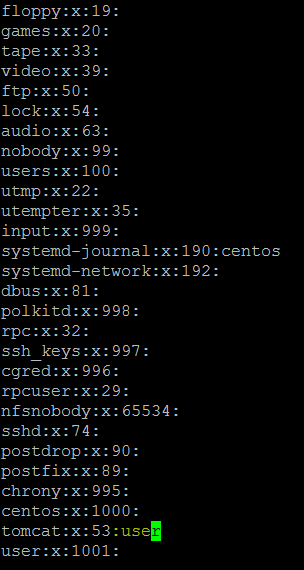 floppy:x:19:
games:x:20:
tape:x:33:
video:x:39:
ftp:x:50:
lock:x:54:
audio:x:63:
nobody:x:99:
users:x:100:
utmp:x:22:
utempter:x:35:
input:x:999:
systemd-journal:x:190:centos
systemd-network:x:192:
dbus:x:81:
polkitd:x:998:
rpc:x:32:
ssh_keys:x:997:
cgred:x:996:
rpcuser:x:29:
nfsnobody:x:65534:
sshd:x:74:
postdrop:x:90:
postfix:x:89:
chrony:x:995:
centos:x:1000:
tomcat:x:53:user
user:x:1001: